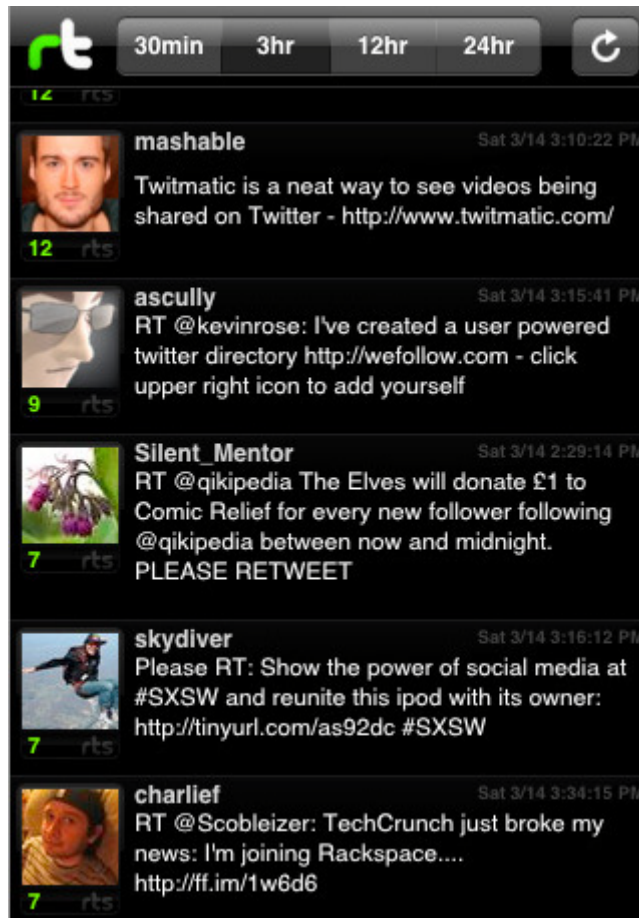 rt
30min 3hr 12hr 24hr
12 rts
mashable Sat 3/14 3:10:22 PM
Twitmatic is a neat way to see videos being
shared on Twitter - http://www.twitmatic.com/
12 rts
ascully Sat 3/14 3:15:41 PM
RT @kevinrose: I've created a user powered
twitter directory http://wefollow.com - click
upper right icon to add yourself
9 rts
Silent_Mentor Sat 3/14 2:29:14 PM
RT @qikipedia The Elves will donate £1 to
Comic Relief for every new follower following
@qikipedia between now and midnight.
PLEASE RETWEET
7 rts
skydiver Sat 3/14 3:16:12 PM
Please RT: Show the power of social media at
#SXSW and reunite this ipod with its owner:
http://tinyurl.com/as92dc #SXSW
7 rts
charlief Sat 3/14 3:34:15 PM
RT @Scobleizer: TechCrunch just broke my
news: I'm joining Rackspace....
http://ff.im/1w6d6
7 rts